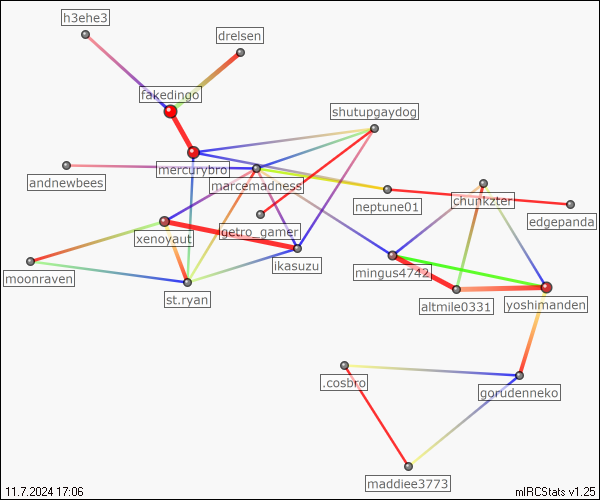 h3ehe3
drelsen
fakedingo
shutupgaydog
mercurybro
andnewbees
marcemadness
chunkzter
neptune01
edgepanda
getro_gamer
xenoyaut
ikasuzu
mingus4742
moonraven
st.ryan
altmile0331
yoshimanden
.cosbro
gorudenneko
maddiee3773
11.7.2024 17:06
mIRCStats v1.25